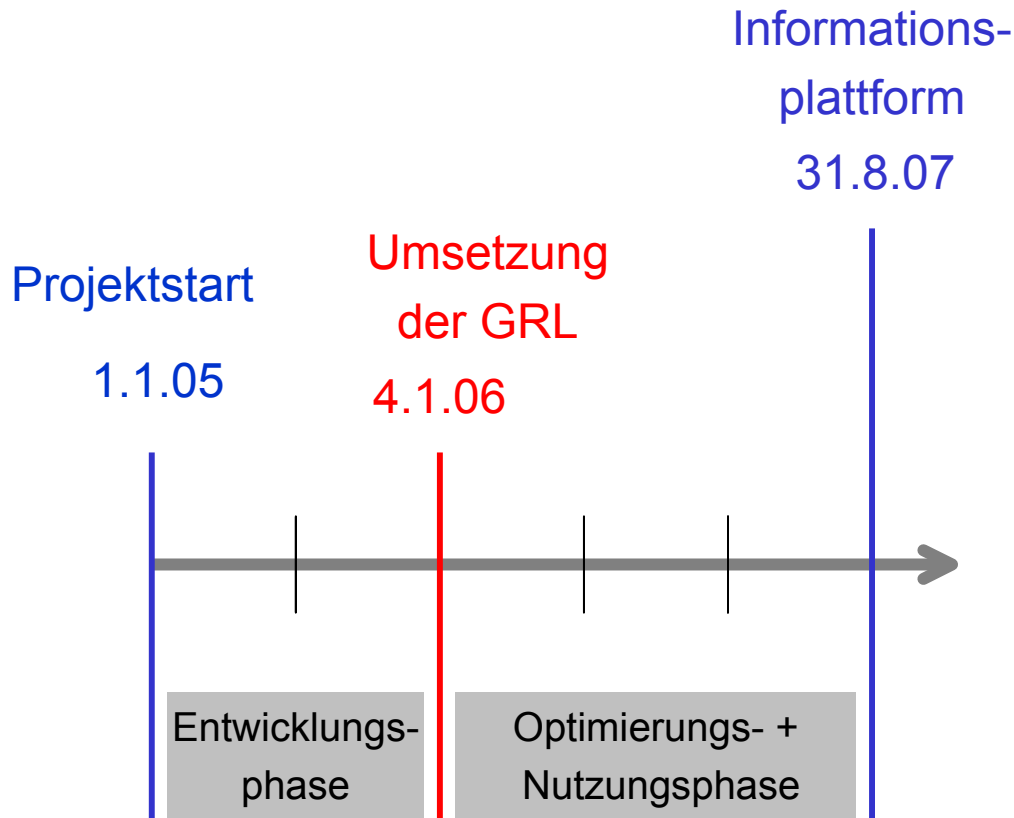 Informations-
plattform
31.8.07
Umsetzung
der GRL
4.1.06
Projektstart
1.1.05
Entwicklungs-
phase
Optimierungs- +
Nutzungsphase